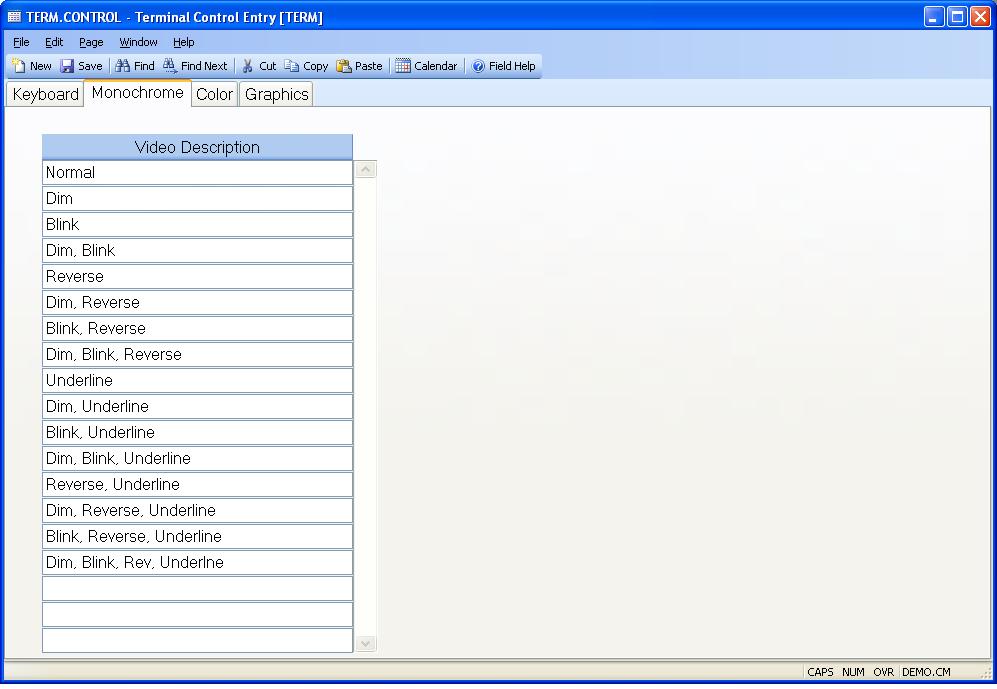 TERM.CONTROL - Terminal Control Entry [TERM]
File Edit Page Window Help
New Save Find Find Next Cut Copy Paste Calendar Field Help
Keyboard Monochrome Color Graphics
Video Description
Normal
Dim
Blink
Dim, Blink
Reverse
Dim, Reverse
Blink, Reverse
Dim, Blink, Reverse
Underline
Dim, Underline
Blink, Underline
Dim, Blink, Underline
Reverse, Underline
Dim, Reverse, Underline
Blink, Reverse, Underline
Dim, Blink, Rev, Underlne
CAPS NUM OVR DEMO.CM